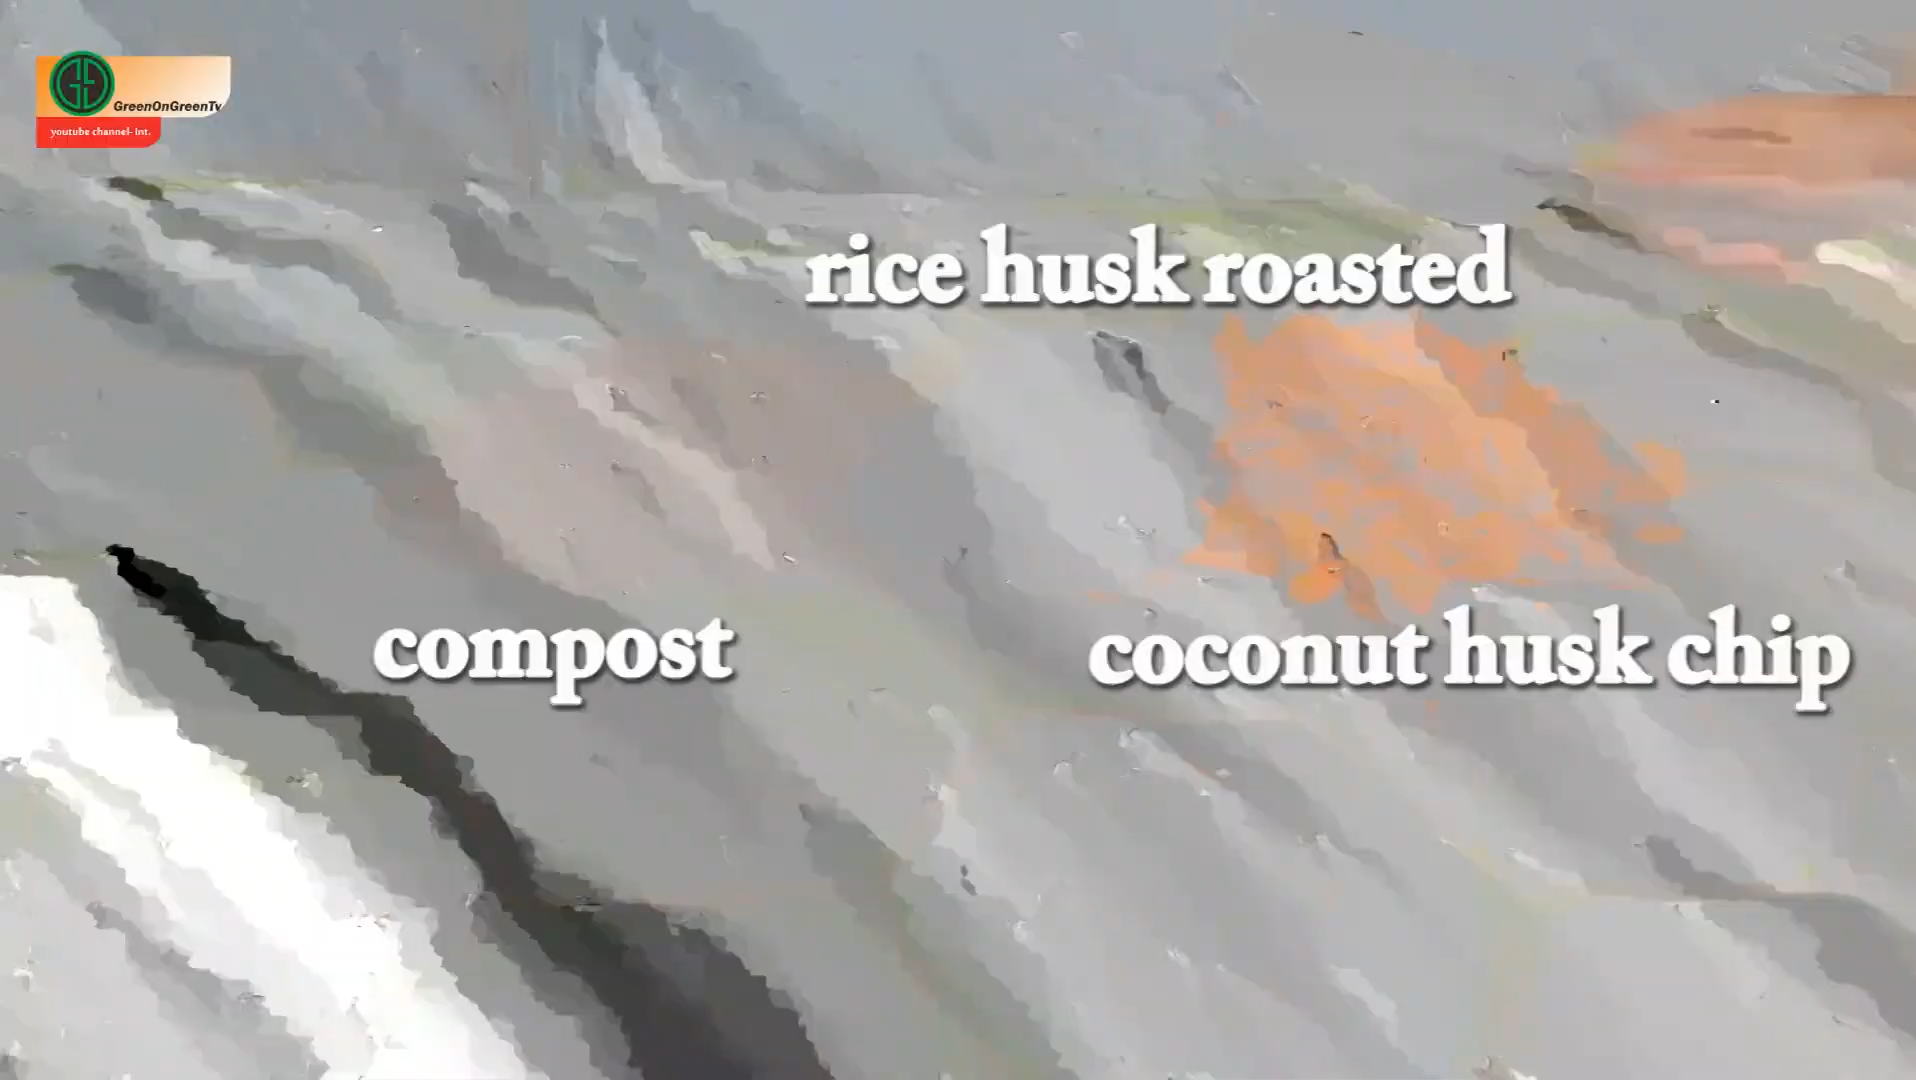 GreenOnGreenTv
youtube channel- Int.
rice husk roasted
compost
coconut husk chip